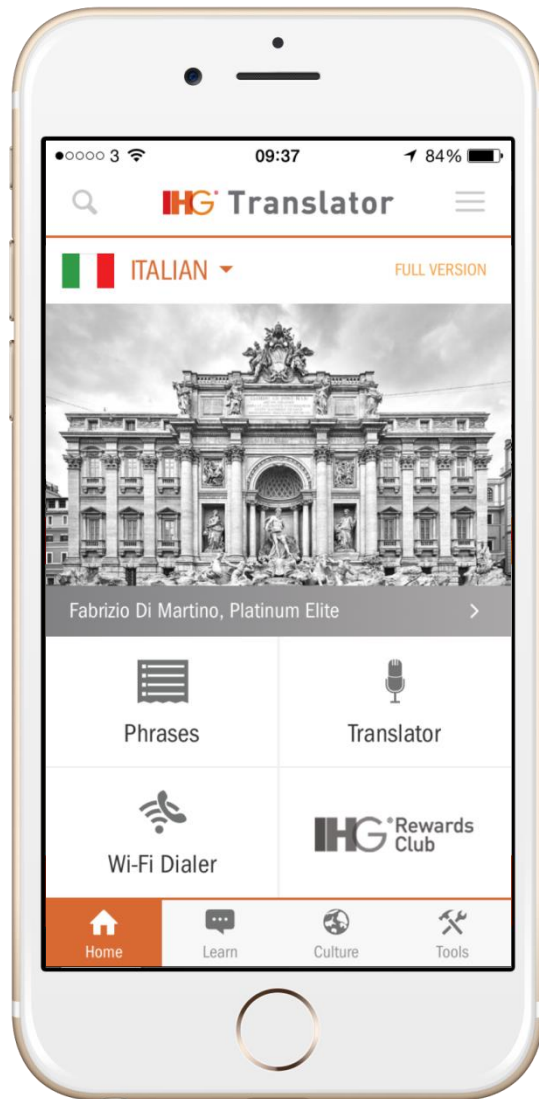 3 09:37 84%
IHG Translator
ITALIAN FULL VERSION
Fabrizio Di Martino, Platinum Elite
Phrases Translator
Wi-Fi Dialer
IHG Rewards
Club
Home Learn Culture Tools